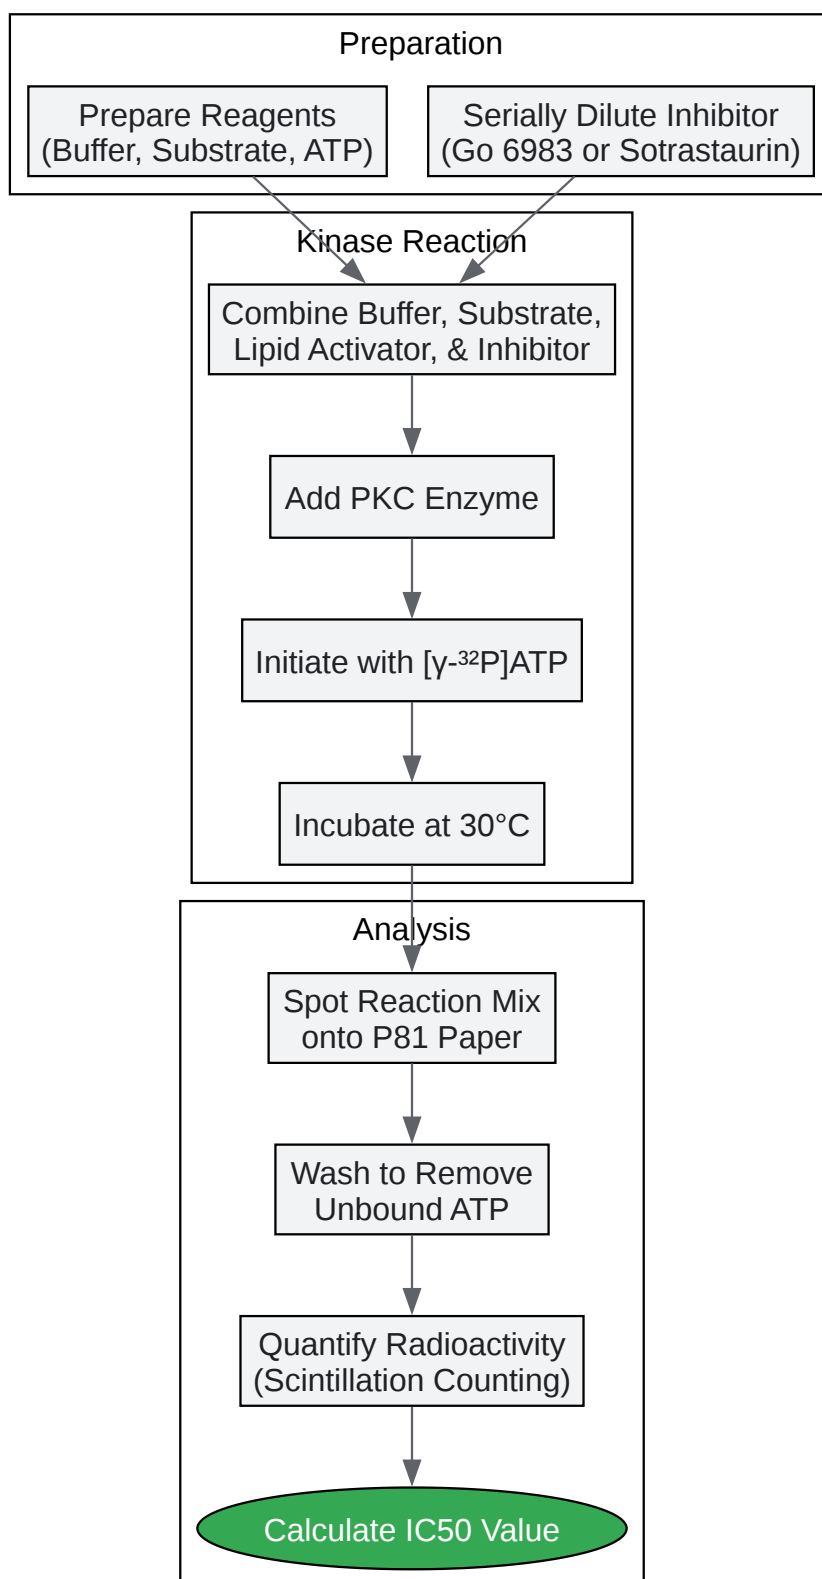 Preparation
Prepare Reagents
(Buffer, Substrate, ATP)
Serially Dilute Inhibitor
(Go 6983 or Sotrastaurin)
Kinase Reaction
Combine Buffer, Substrate,
Lipid Activator, & Inhibitor
Add PKC Enzyme
Initiate with [γ-³²P]ATP
Incubate at 30°C
Analysis
Spot Reaction Mix
onto P81 Paper
Wash to Remove
Unbound ATP
Quantify Radioactivity
(Scintillation Counting)
Calculate IC50 Value